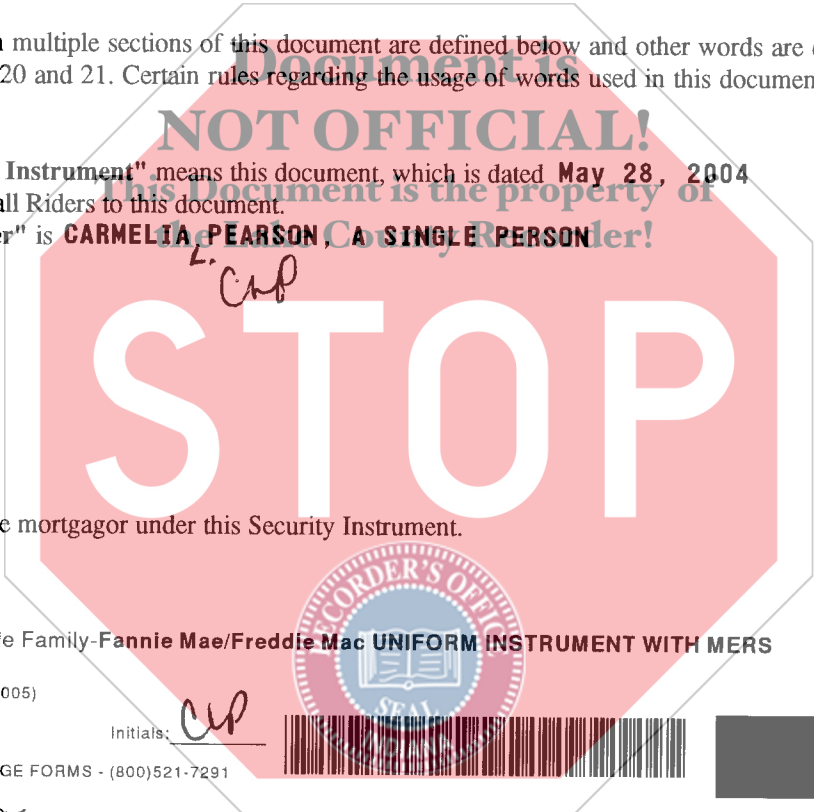 multiple sections of this document are defined below and other words are
20 and 21. Certain rules regarding the usage of words used in this documen
Document is
NOT OFFICIAL!
This Document is the property of
the Lake County Recorder!
Instrument" means this document, which is dated May 28, 2004
all Riders to this document.
er" is CARMELIA PEARSON, A SINGLE PERSON
L.
CLP
STOP
e mortgagor under this Security Instrument.
RECORDER'S OFFICE
SEAL
INDIANA
e Family-Fannie Mae/Freddie Mac UNIFORM INSTRUMENT WITH MERS
005)
Initials: CLP
GE FORMS - (800)521-7291